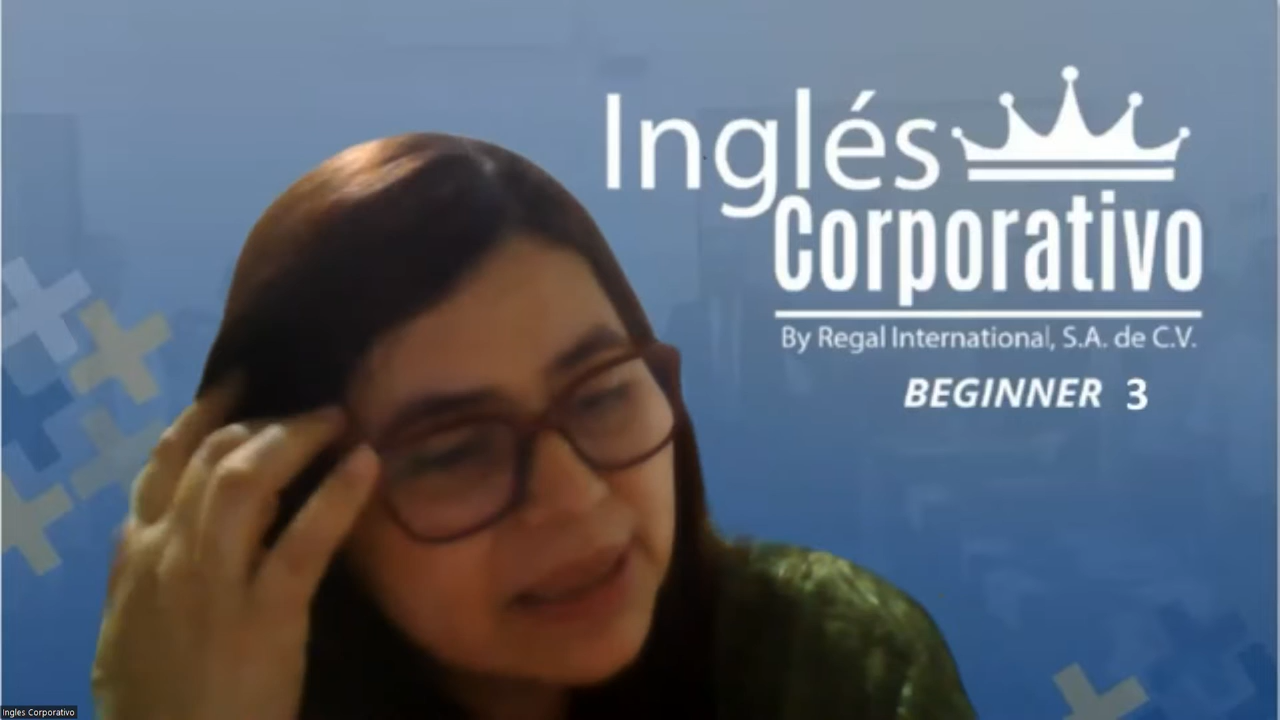 Inglés
Corporativo
By Regal International, S.A. de C.V.
BEGINNER 3
Ingles Corporativo